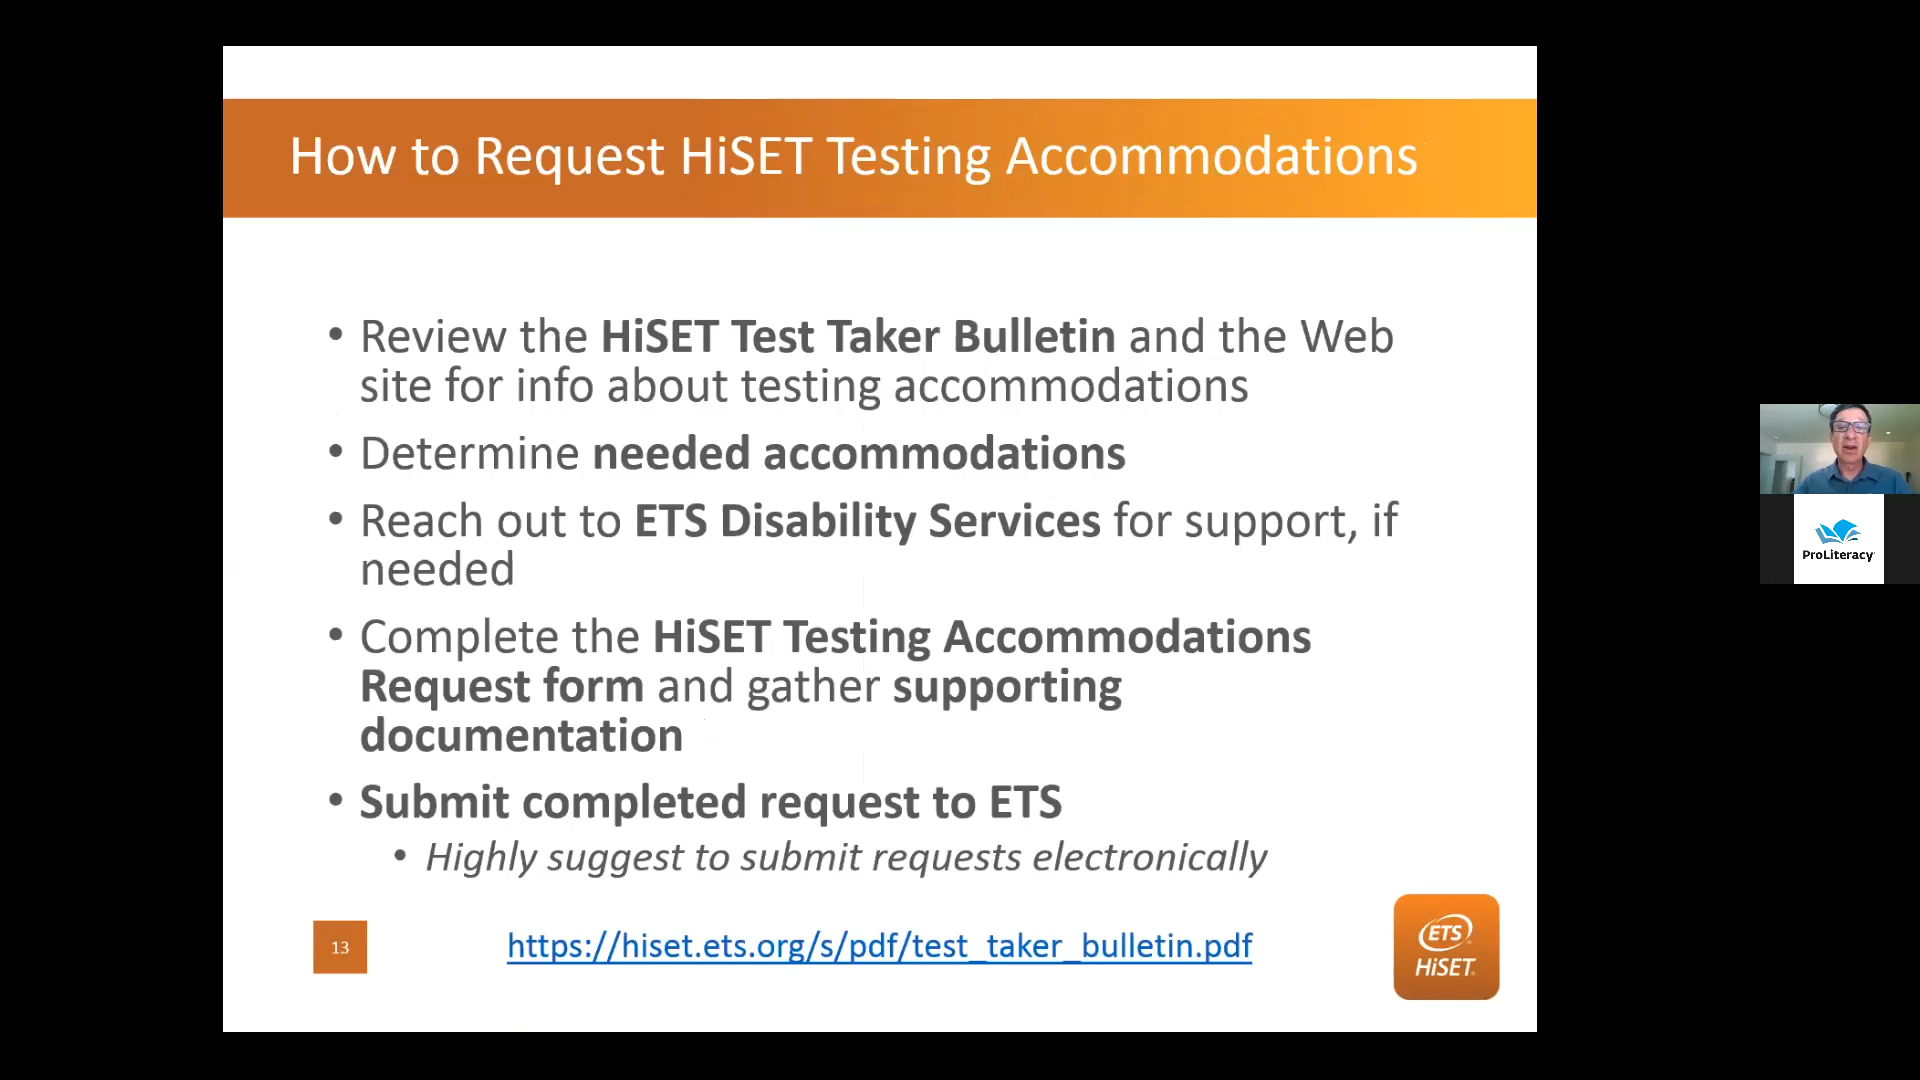 How to Request HiSET Testing Accommodations
• Review the HiSET Test Taker Bulletin and the Web
site for info about testing accommodations
• Determine needed accommodations
• Reach out to ETS Disability Services for support, if
needed
• Complete the HiSET Testing Accommodations
Request form and gather supporting
documentation
• Submit completed request to ETS
• Highly suggest to submit requests electronically
13
https://hiset.ets.org/s/pdf/test_taker_bulletin.pdf
ETS
HiSET
ProLiteracy